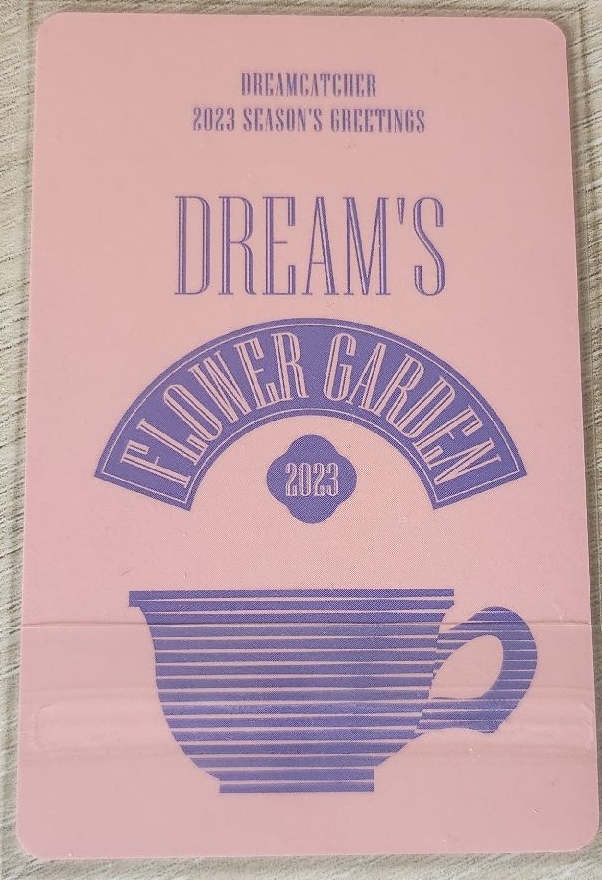 DREAMCATCHER
2023 SEASON'S GREETINGS
DREAM'S
FLOWER GARDEN
2023